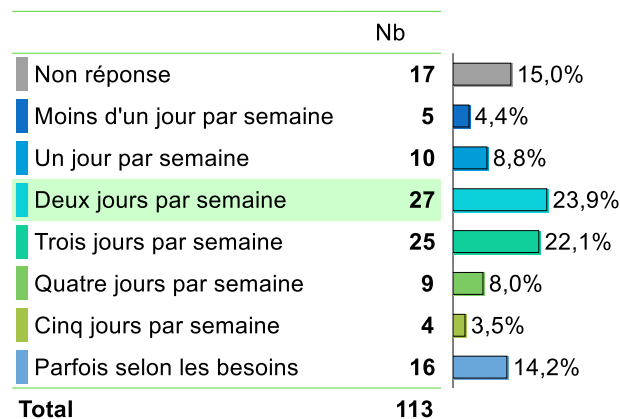 Nb
Non réponse 17 15,0%
Moins d'un jour par semaine 5 4,4%
Un jour par semaine 10 8,8%
Deux jours par semaine 27 23,9%
Trois jours par semaine 25 22,1%
Quatre jours par semaine 9 8,0%
Cinq jours par semaine 4 3,5%
Parfois selon les besoins 16 14,2%
Total 113